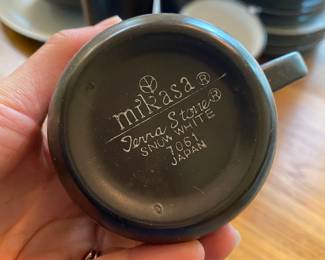 mikasa®
Terra Stone®
SNOW WHITE
7061
JAPAN